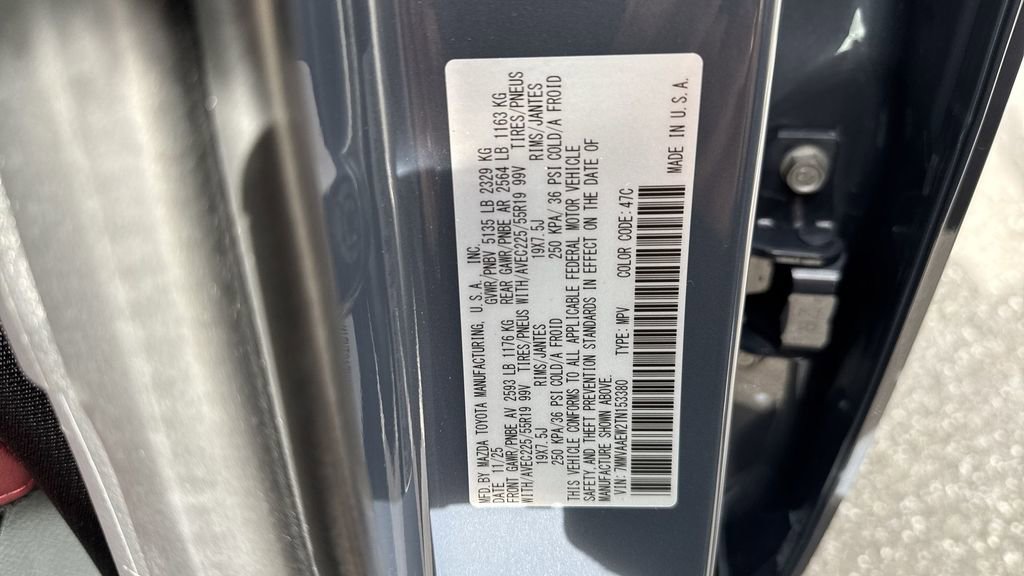 MFD. BY MAZDA TOYOTA MANUFACTURING, U.S.A. INC.
DATE 11/25 GVWR/PNBV 5135 LB 2329 KG
FRONT GAWR/PNBE AV 2593 LB 1176 KG REAR GAWR/PNBE AR 2564 LB 1163 KG
WITH/AVEC225/55R19 99V TIRES/PNEUS WITH/AVEC225/55R19 99V TIRES/PNEUS
19X7.5J RIMS/JANTES 19X7.5J RIMS/JANTES
250 KPA/36 PSI COLD/A FROID 250 KPA/ 36 PSI COLD/A FROID
THIS VEHICLE CONFORMS TO ALL APPLICABLE FEDERAL MOTOR VEHICLE
SAFETY, AND THEFT PREVENTION STANDARDS IN EFFECT ON THE DATE OF
MANUFACTURE SHOWN ABOVE.
VIN: 7MMVAAEW2TN153380 TYPE: MPV COLOR CODE: 47C
MADE IN U.S.A.